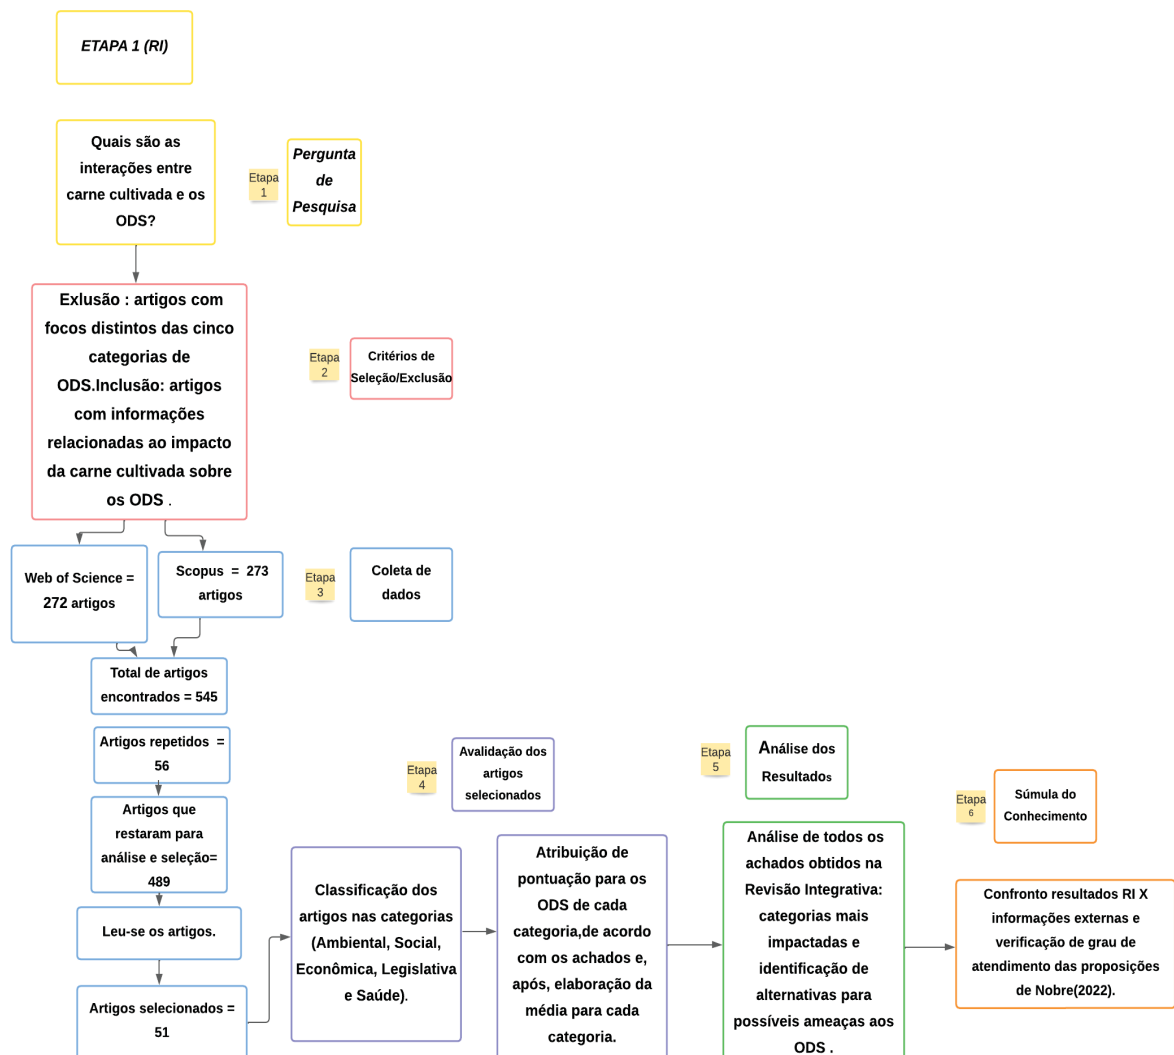 ETAPA 1 (RI)
Quais são as
interações entre
carne cultivada e os
ODS?
Etapa
1
Pergunta
de
Pesquisa
Exlusão : artigos com
focos distintos das cinco
categorias de
ODS.Inclusão: artigos
com informações
relacionadas ao impacto
da carne cultivada sobre
os ODS .
Etapa
2
Critérios de
Seleção/Exclusão
Web of Science =
272 artigos
Scopus = 273
artigos
Etapa
3
Coleta de
dados
Total de artigos
encontrados = 545
Artigos repetidos =
56
Artigos que
restaram para
análise e seleção=
489
Leu-se os artigos.
Artigos selecionados =
51
Etapa
4
Avalidação dos
artigos
selecionados
Classificação dos
artigos nas categorias
(Ambiental, Social,
Econômica, Legislativa
e Saúde).
Atribuição de
pontuação para os
ODS de cada
categoria,de acordo
com os achados e,
após, elaboração da
média para cada
categoria.
Etapa
5
Análise dos
Resultados
Análise de todos os
achados obtidos na
Revisão Integrativa:
categorias mais
impactadas e
identificação de
alternativas para
possíveis ameaças aos
ODS .
Etapa
6
Súmula do
Conhecimento
Confronto resultados RI X
informações externas e
verificação de grau de
atendimento das proposições
de Nobre(2022).